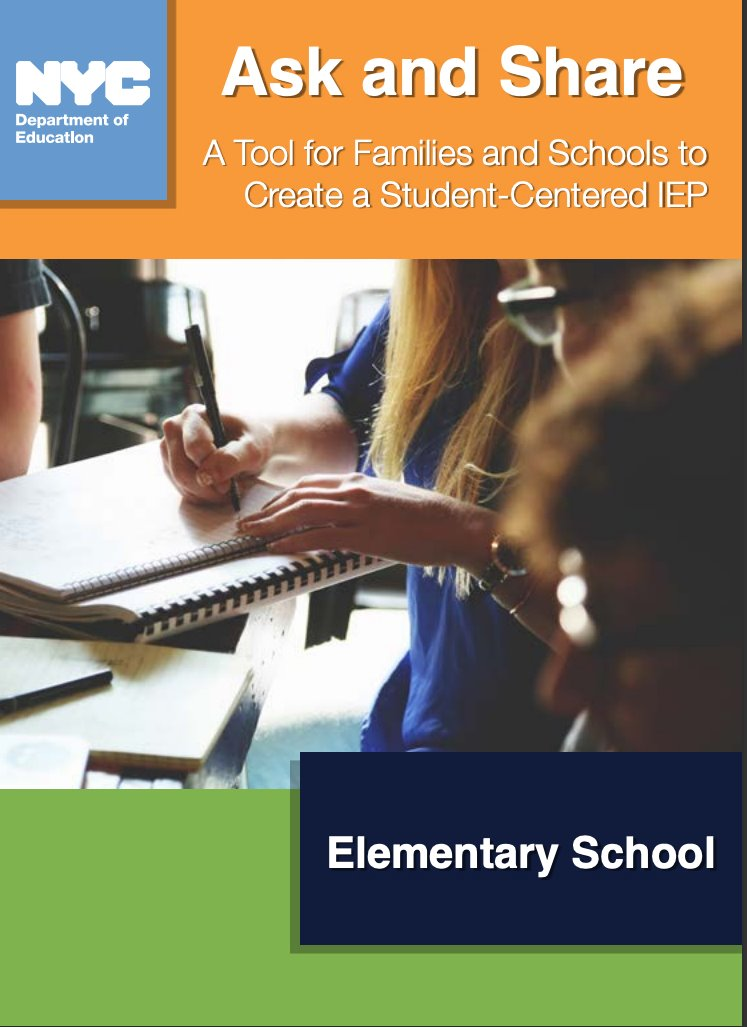 NYC
Department of
Education
Ask and Share
A Tool for Families and Schools to
Create a Student-Centered IEP
Elementary School